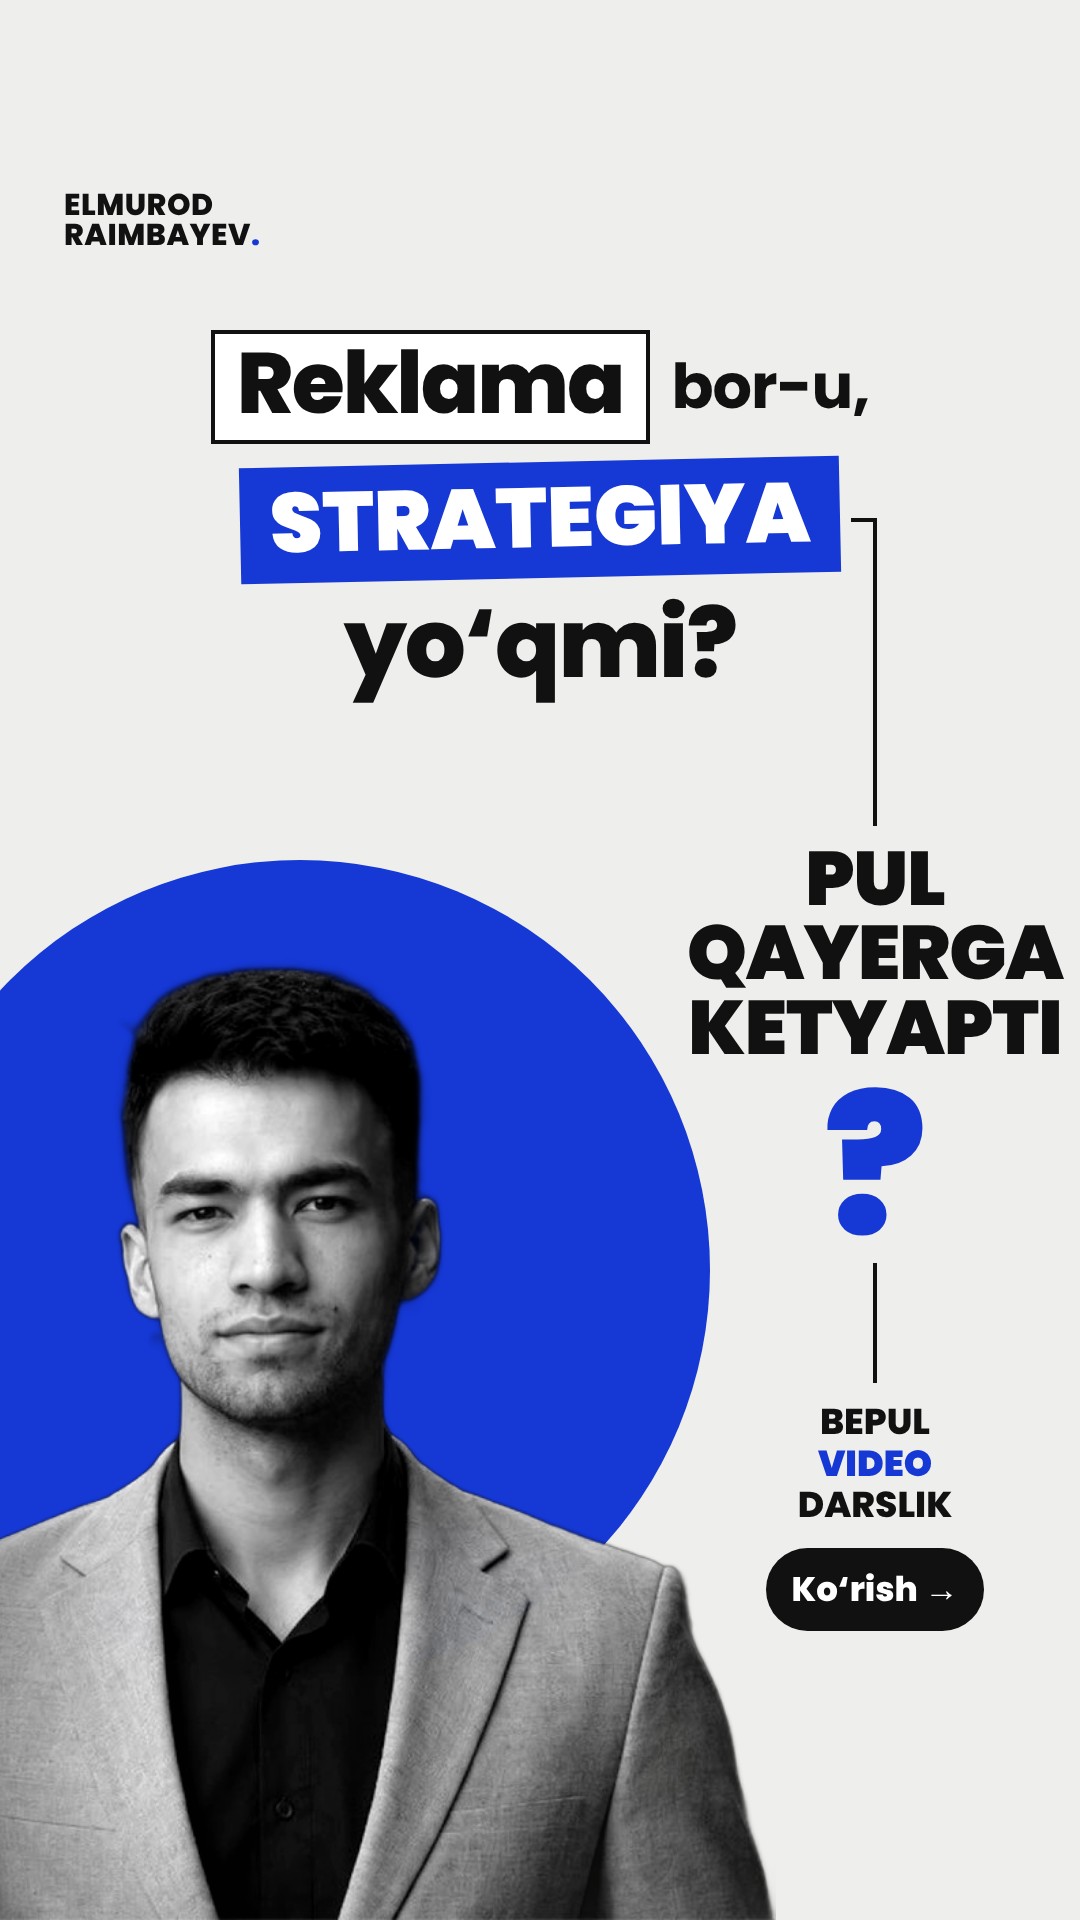 ELMUROD
RAIMBAYEV.
Reklama bor-u,
STRATEGIYA
yo‘qmi?
PUL
QAYERGA
KETYAPTI
?
BEPUL
VIDEO
DARSLIK
Ko‘rish →